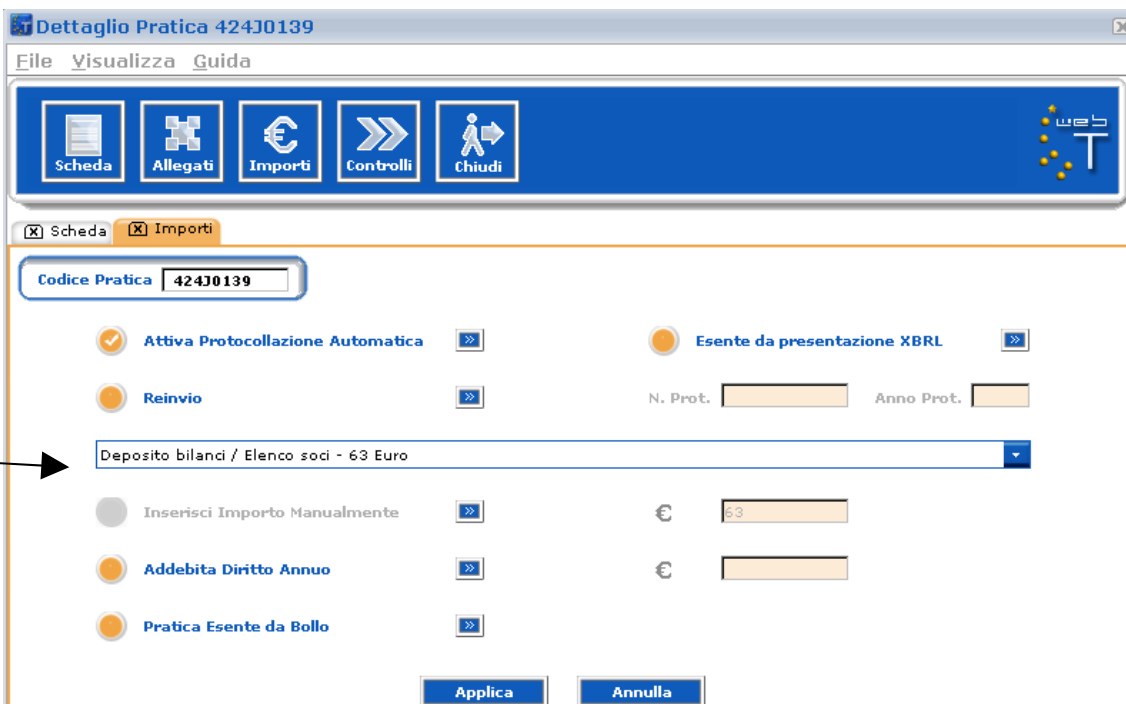 Dettaglio Pratica 424J0139
File Visualizza Guida
Scheda Allegati Importi Controlli Chiudi
web T
Scheda Importi
Codice Pratica 424J0139
Attiva Protocollazione Automatica Esente da presentazione XBRL
Reinvio N. Prot. Anno Prot.
Deposito bilanci / Elenco soci - 63 Euro
Inserisci Importo Manualmente € 63
Addebita Diritto Annuo €
Pratica Esente da Bollo
Applica Annulla